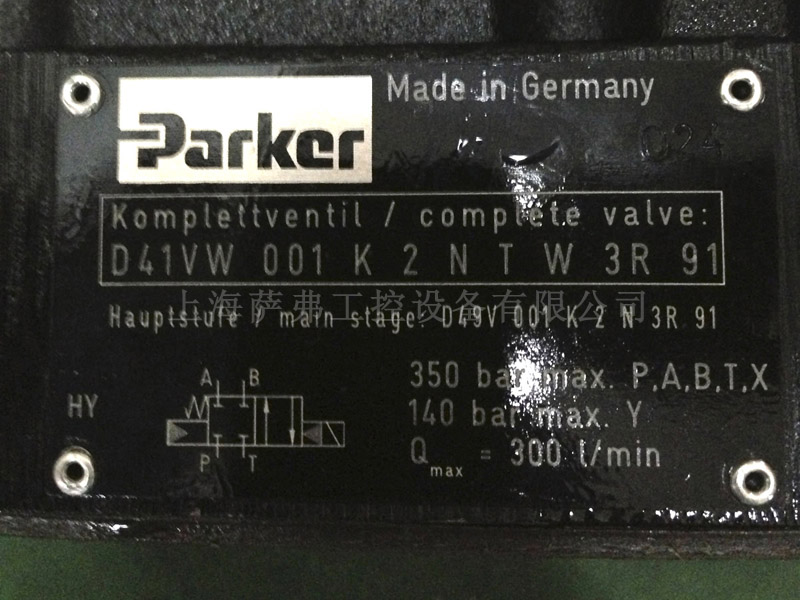 Parker
Made in Germany
024
Komplettventil / complete valve:
D41VW 001 K 2 N T W 3R 91
上海萨弗工控设备有限公司
Hauptstufe / main stage: D49V 001 K 2 N 3R 91
A B
HY
P T
350 bar max. P,A,B,T,X
140 bar max. Y
Qmax = 300 l/min